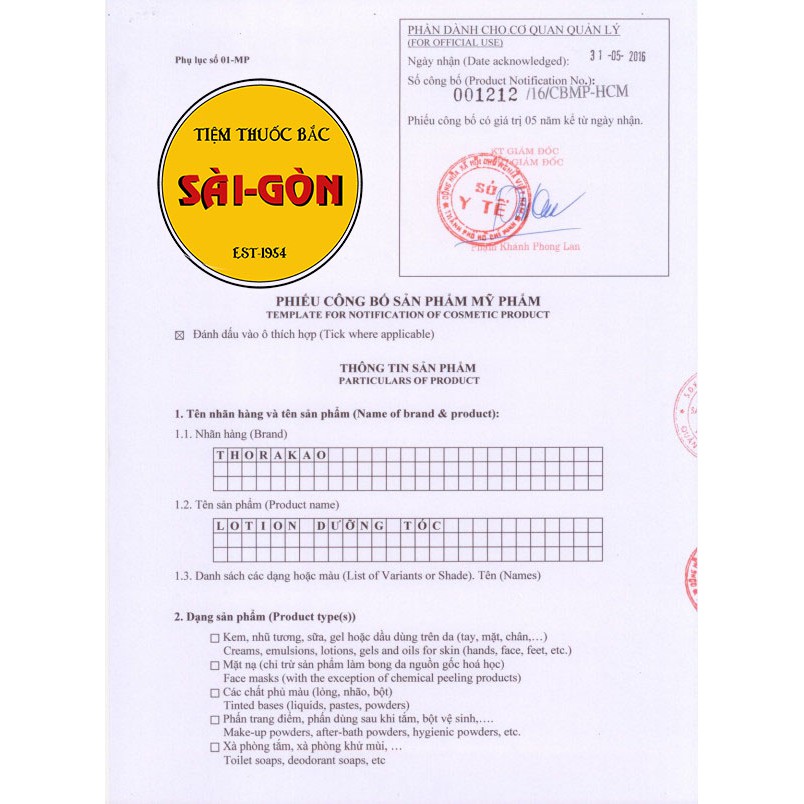 Phụ lục số 01-MP
PHẦN DÀNH CHO CƠ QUAN QUẢN LÝ
(FOR OFFICIAL USE)
Ngày nhận (Date acknowledged): 31-05-2016
Số công bố (Product Notification No.):
001212 /16/CBMP-HCM
Phiếu công bố có giá trị 05 năm kể từ ngày nhận.
KT GIÁM ĐỐC
GIÁM ĐỐC
SỞ
Y TẾ
THÀNH PHỐ HỒ CHÍ MINH
Phạm Khánh Phong Lan
TIỆM THUỐC BẮC
SÀI-GÒN
EST-1954
PHIẾU CÔNG BỐ SẢN PHẨM MỸ PHẨM
TEMPLATE FOR NOTIFICATION OF COSMETIC PRODUCT
☒ Đánh dấu vào ô thích hợp (Tick where applicable)
THÔNG TIN SẢN PHẨM
PARTICULARS OF PRODUCT
1. Tên nhãn hàng và tên sản phẩm (Name of brand & product):
1.1. Nhãn hàng (Brand)
THORAKAO
1.2. Tên sản phẩm (Product name)
LOTION DƯỠNG TÓC
1.3. Danh sách các dạng hoặc màu (List of Variants or Shade). Tên (Names)
2. Dạng sản phẩm (Product type(s))
☐ Kem, nhũ tương, sữa, gel hoặc dầu dùng trên da (tay, mặt, chân,…)
Creams, emulsions, lotions, gels and oils for skin (hands, face, feet, etc.)
☐ Mặt nạ (chỉ trừ sản phẩm làm bong da nguồn gốc hoá học)
Face masks (with the exception of chemical peeling products)
☐ Các chất phủ màu (lỏng, nhão, bột)
Tinted bases (liquids, pastes, powders)
☐ Phấn trang điểm, phấn dùng sau khi tắm, bột vệ sinh,….
Make-up powders, after-bath powders, hygienic powders, etc.
☐ Xà phòng tắm, xà phòng khử mùi, …
Toilet soaps, deodorant soaps, etc